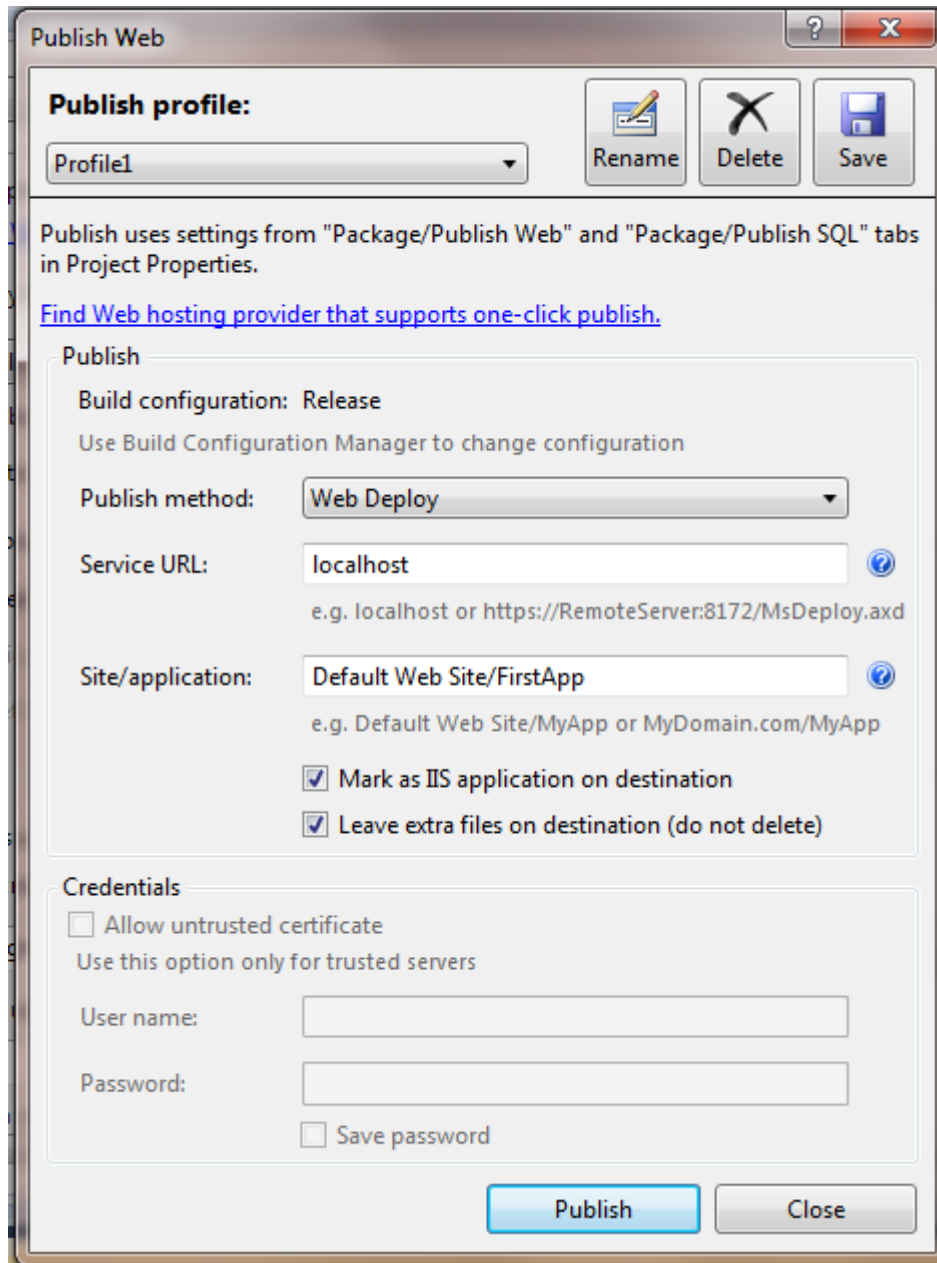 Publish Web
Publish profile:
Profile1
Rename
Delete
Save
Publish uses settings from "Package/Publish Web" and "Package/Publish SQL" tabs
in Project Properties.
Find Web hosting provider that supports one-click publish.
Publish
Build configuration: Release
Use Build Configuration Manager to change configuration
Publish method: Web Deploy
Service URL: localhost
e.g. localhost or https://RemoteServer:8172/MsDeploy.axd
Site/application: Default Web Site/FirstApp
e.g. Default Web Site/MyApp or MyDomain.com/MyApp
Mark as IIS application on destination
Leave extra files on destination (do not delete)
Credentials
Allow untrusted certificate
Use this option only for trusted servers
User name:
Password:
Save password
Publish
Close